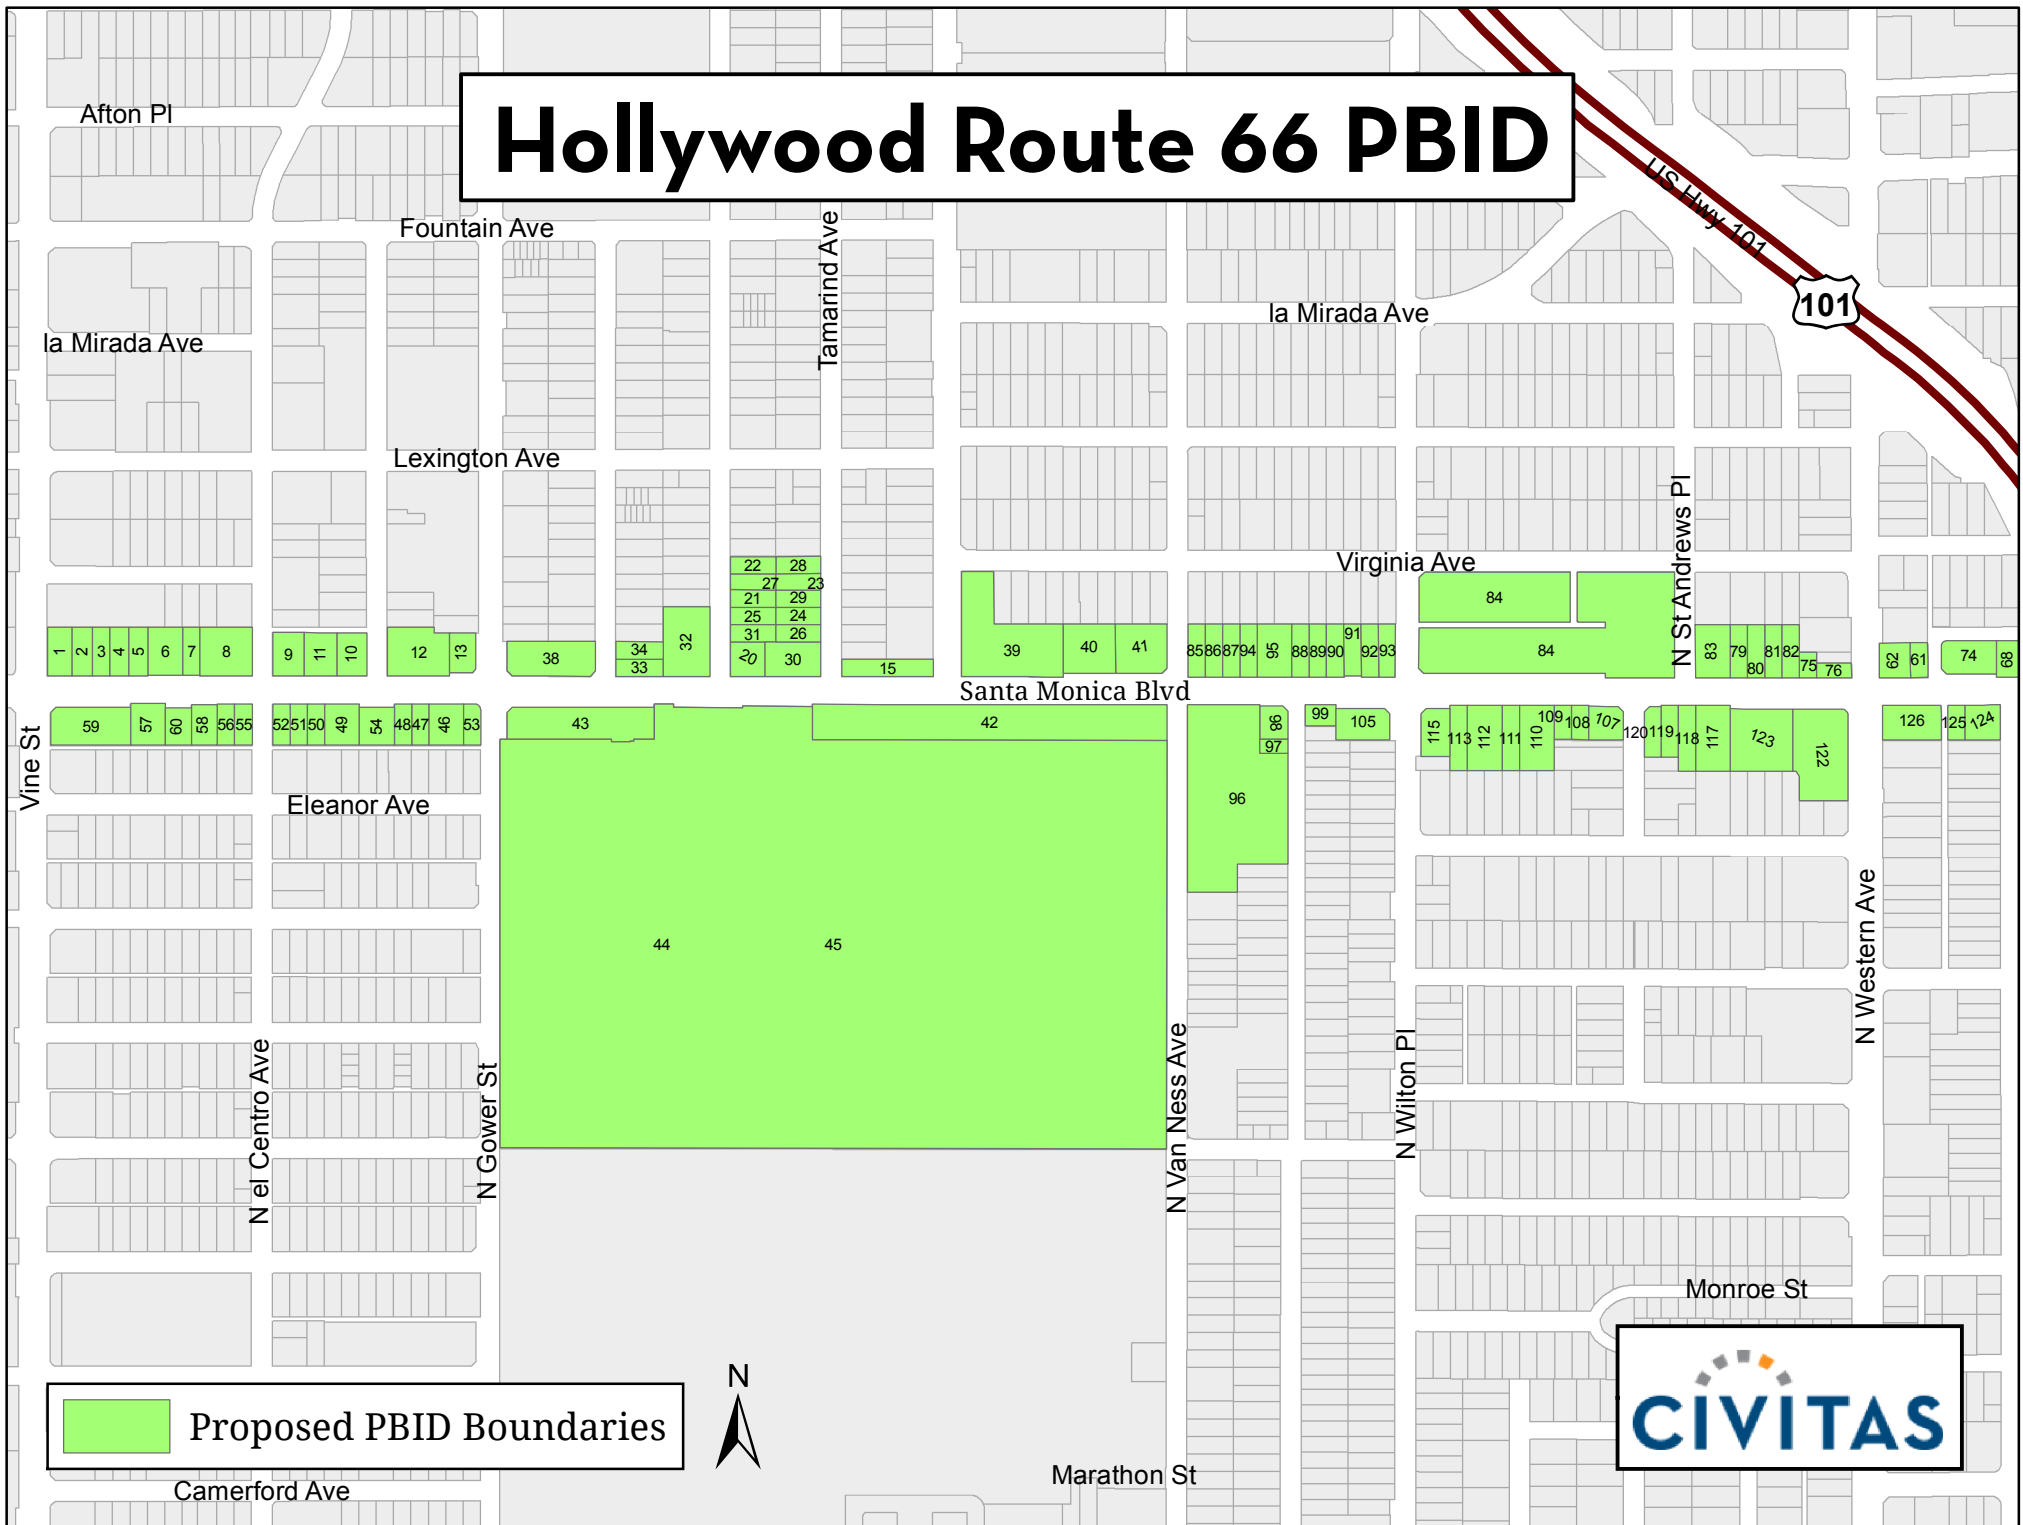 Hollywood Route 66 PBID
Afton Pl
US Hwy 101
Fountain Ave
Tamarind Ave
101
la Mirada Ave
la Mirada Ave
Lexington Ave
N St Andrews Pl
Virginia Ave
22 28
27 23
21 29
25 24
31 26
20 30
84
84
1 2 3 4 5 6 7 8
9 11 10
12 13
38
34
33
32
15
39 40 41
85 86 87 94 95 88 89 90 91 92 93
83 79 80 81 82 75 76
62 61
74 68
Santa Monica Blvd
59 57 60 58 56 55
52 51 50 49 54 48 47 46 53
43 42
98
97
96
99 105
115 113 112 111 110 109 108 107
120 119 118 117 123 122
126 125 124
Vine St
Eleanor Ave
44 45
N Western Ave
N el Centro Ave
N Gower St
N Van Ness Ave
N Wilton Pl
Monroe St
N
Proposed PBID Boundaries
CIVITAS
Marathon St
Camerford Ave